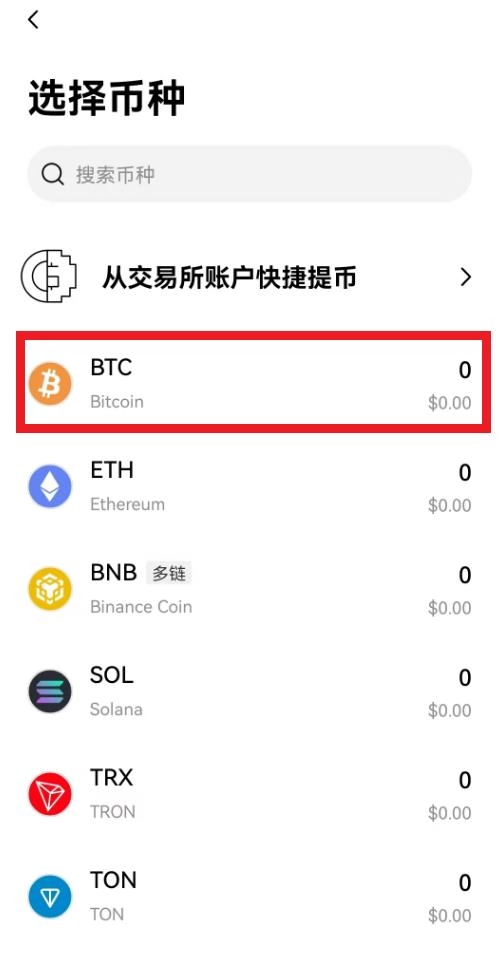 选择币种
搜索币种
从交易所账户快捷提币
BTC 0
Bitcoin $0.00
ETH 0
Ethereum $0.00
BNB 多链 0
Binance Coin $0.00
SOL 0
Solana $0.00
TRX 0
TRON $0.00
TON 0
TON $0.00